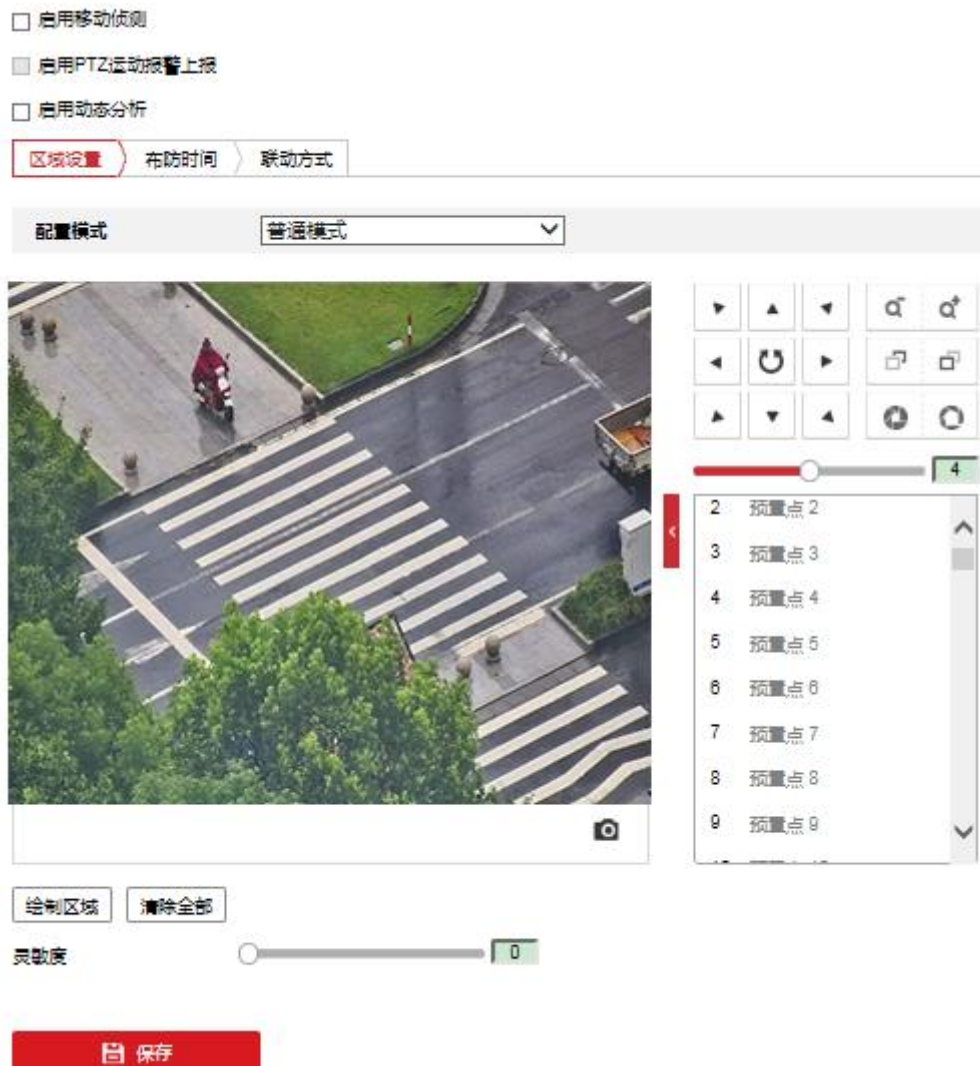 启用移动侦测
启用PTZ运动报警上报
启用动态分析
区域设置 布防时间 联动方式
配置模式 普通模式
4
2 预置点 2
3 预置点 3
4 预置点 4
5 预置点 5
6 预置点 6
7 预置点 7
8 预置点 8
9 预置点 9
绘制区域 清除全部
灵敏度 0
保存